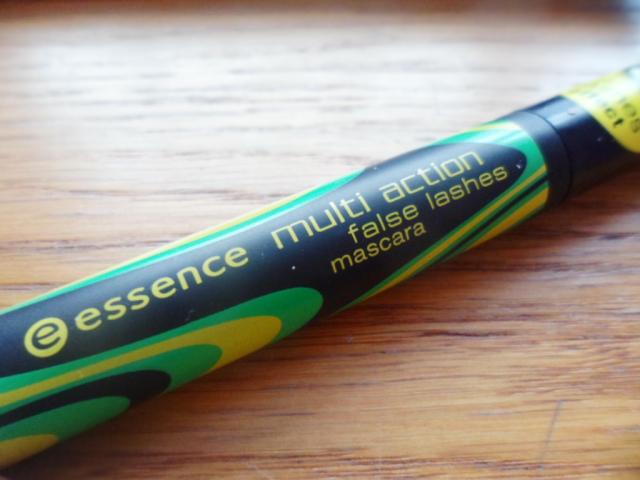 e essence multi action
false lashes
mascara